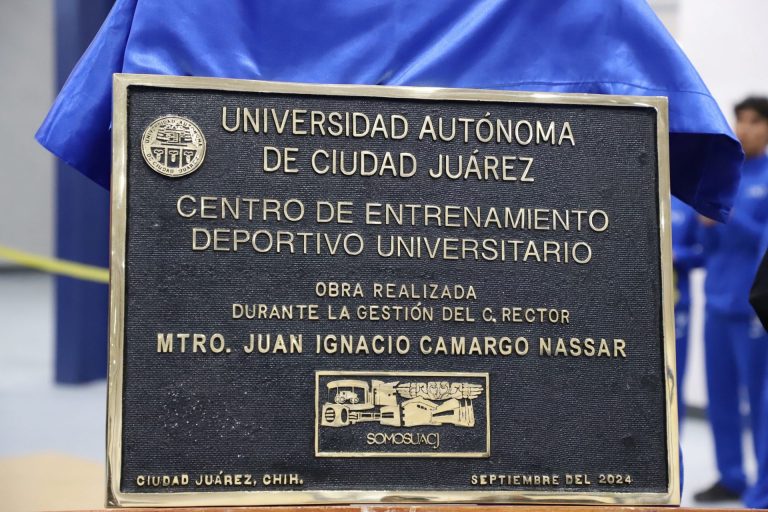 UNIVERSIDAD AUTÓNOMA
DE CIUDAD JUÁREZ
CENTRO DE ENTRENAMIENTO
DEPORTIVO UNIVERSITARIO
OBRA REALIZADA
DURANTE LA GESTIÓN DEL C. RECTOR
MTRO. JUAN IGNACIO CAMARGO NASSAR
SOMOSUACJ
CIUDAD JUÁREZ, CHIH.
SEPTIEMBRE DEL 2024